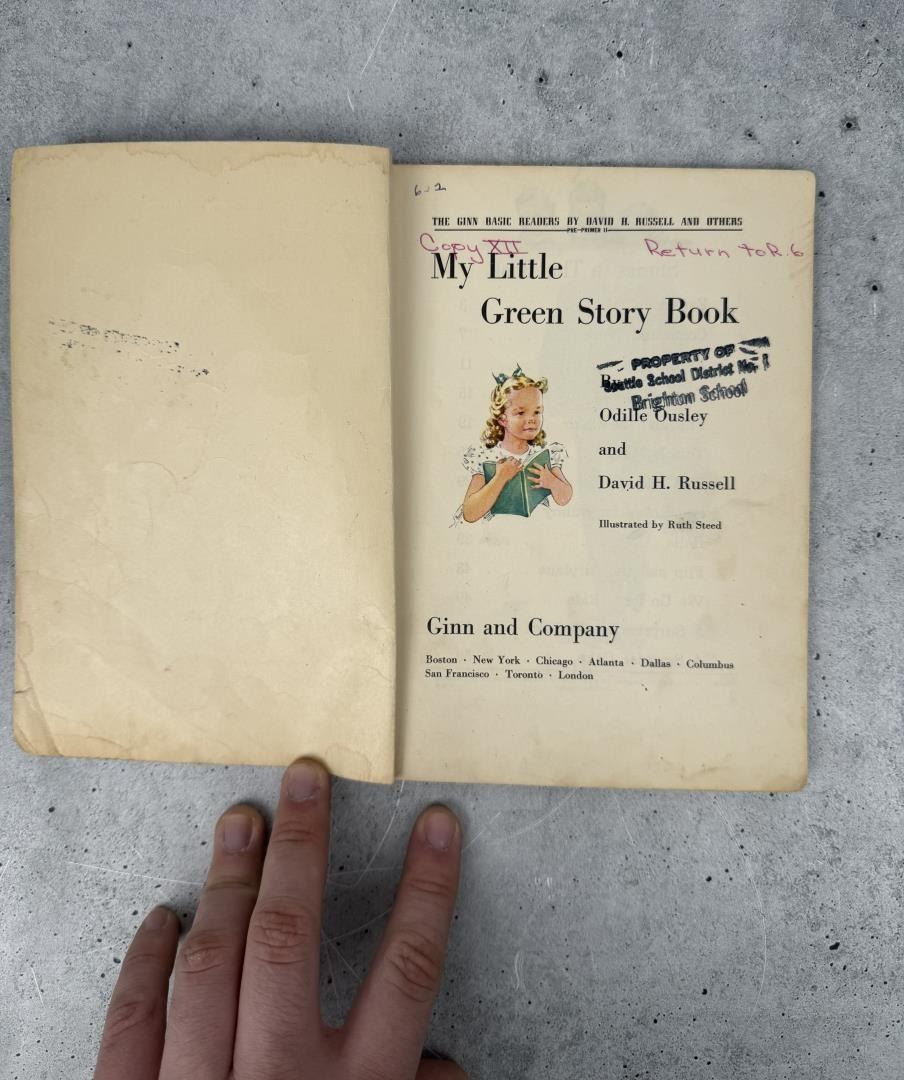 6-2
THE GINN BASIC READERS BY DAVID H. RUSSELL AND OTHERS
PRE-PRIMER II
Copy XII
Return to R. 6
My Little
Green Story Book
PROPERTY OF
Seattle School District No. 1
Brighton School
By
Odille Ousley
and
David H. Russell
Illustrated by Ruth Steed
Ginn and Company
Boston · New York · Chicago · Atlanta · Dallas · Columbus
San Francisco · Toronto · London